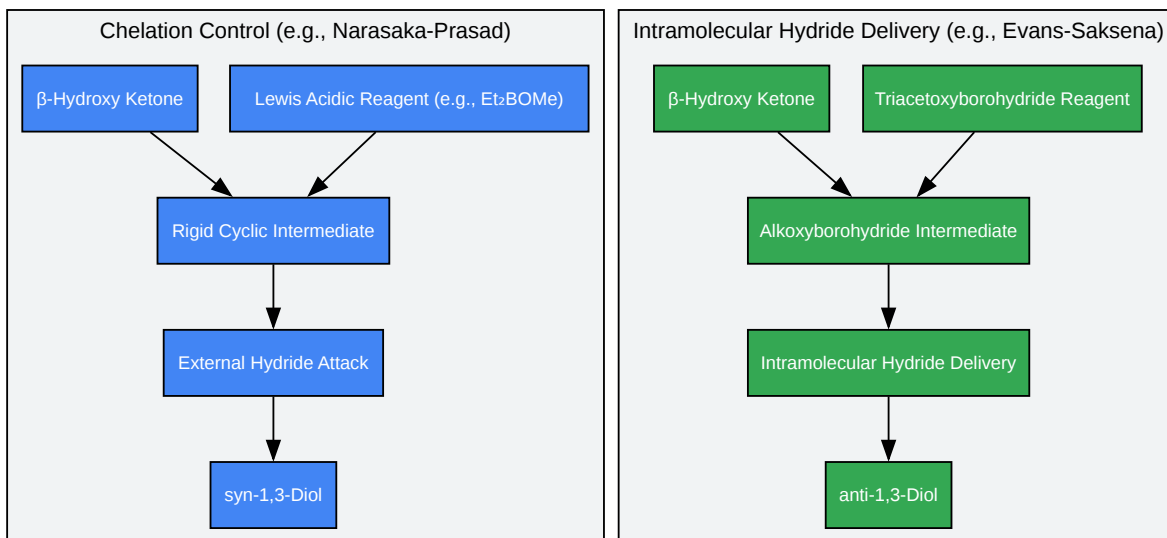 Chelation Control (e.g., Narasaka-Prasad)
β-Hydroxy Ketone
Lewis Acidic Reagent (e.g., Et₂BOMe)
Rigid Cyclic Intermediate
External Hydride Attack
syn-1,3-Diol
Intramolecular Hydride Delivery (e.g., Evans-Saksena)
β-Hydroxy Ketone
Triacetoxyborohydride Reagent
Alkoxyborohydride Intermediate
Intramolecular Hydride Delivery
anti-1,3-Diol